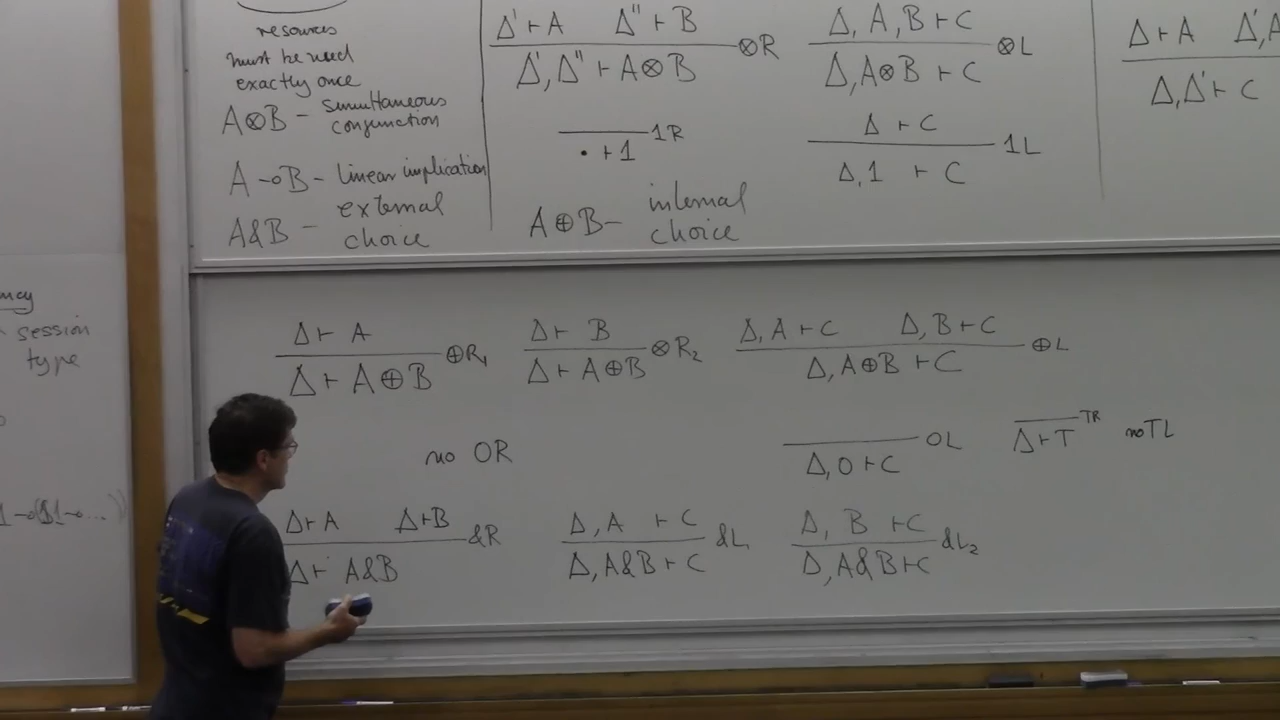 resources
must be used
exactly once
A⊗B - simultaneous
conjunction
A ⊸ B - linear implication
A&B - external
choice
Δ' ⊢ A    Δ'' ⊢ B
Δ', Δ'' ⊢ A⊗B ⊗R
Δ, A, B ⊢ C
Δ, A⊗B ⊢ C ⊗L
· ⊢ 1 1R
Δ ⊢ C
Δ, 1 ⊢ C 1L
A ⊕ B - internal
choice
Δ ⊢ A    Δ', A
Δ, Δ' ⊢ C
session
type
Δ ⊢ A
Δ ⊢ A ⊕ B ⊕R₁
Δ ⊢ B
Δ ⊢ A⊕B ⊗R₂
Δ, A ⊢ C    Δ, B ⊢ C
Δ, A⊕B ⊢ C ⊕L
no 0R
Δ, 0 ⊢ C 0L
Δ ⊢ T TR
no TL
Δ ⊢ A    Δ ⊢ B
Δ ⊢ A&B &R
Δ, A ⊢ C
Δ, A&B ⊢ C &L
Δ, B ⊢ C
Δ, A&B ⊢ C &L₂